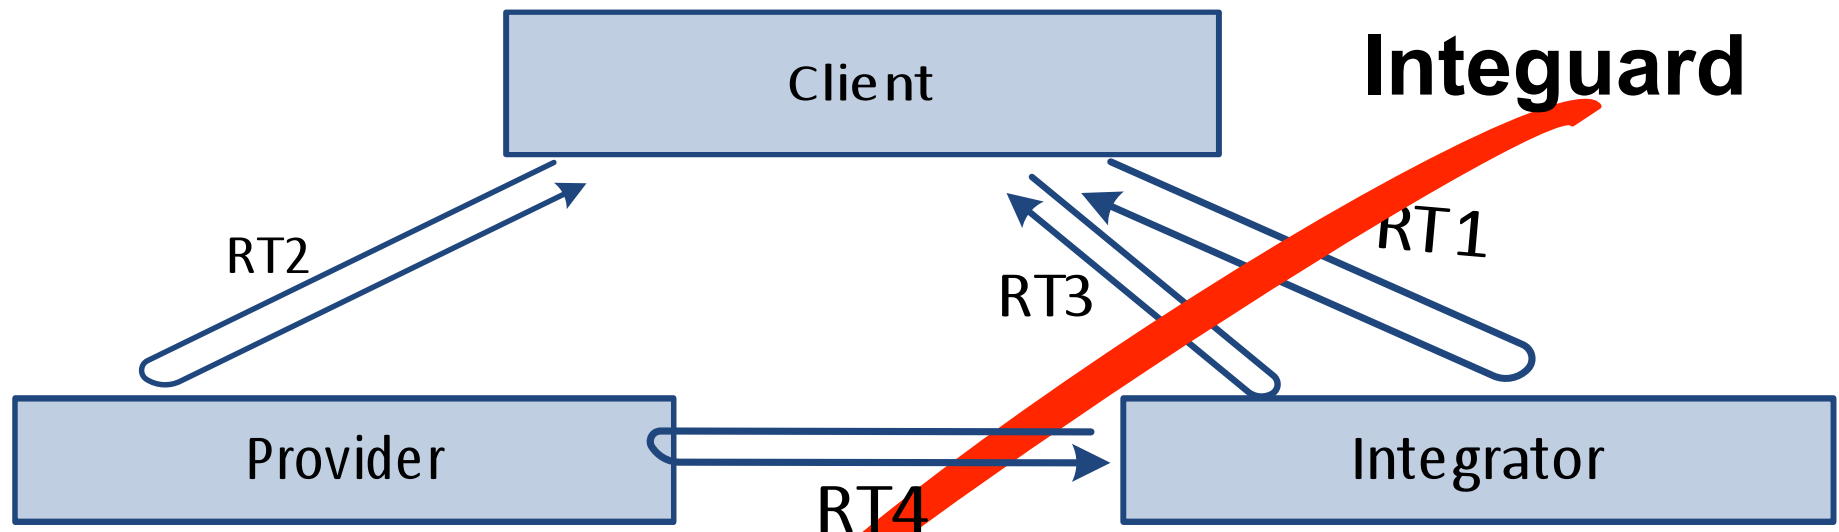 Integuard
Client
RT1
RT2
RT3
Provider
Integrator
RT4